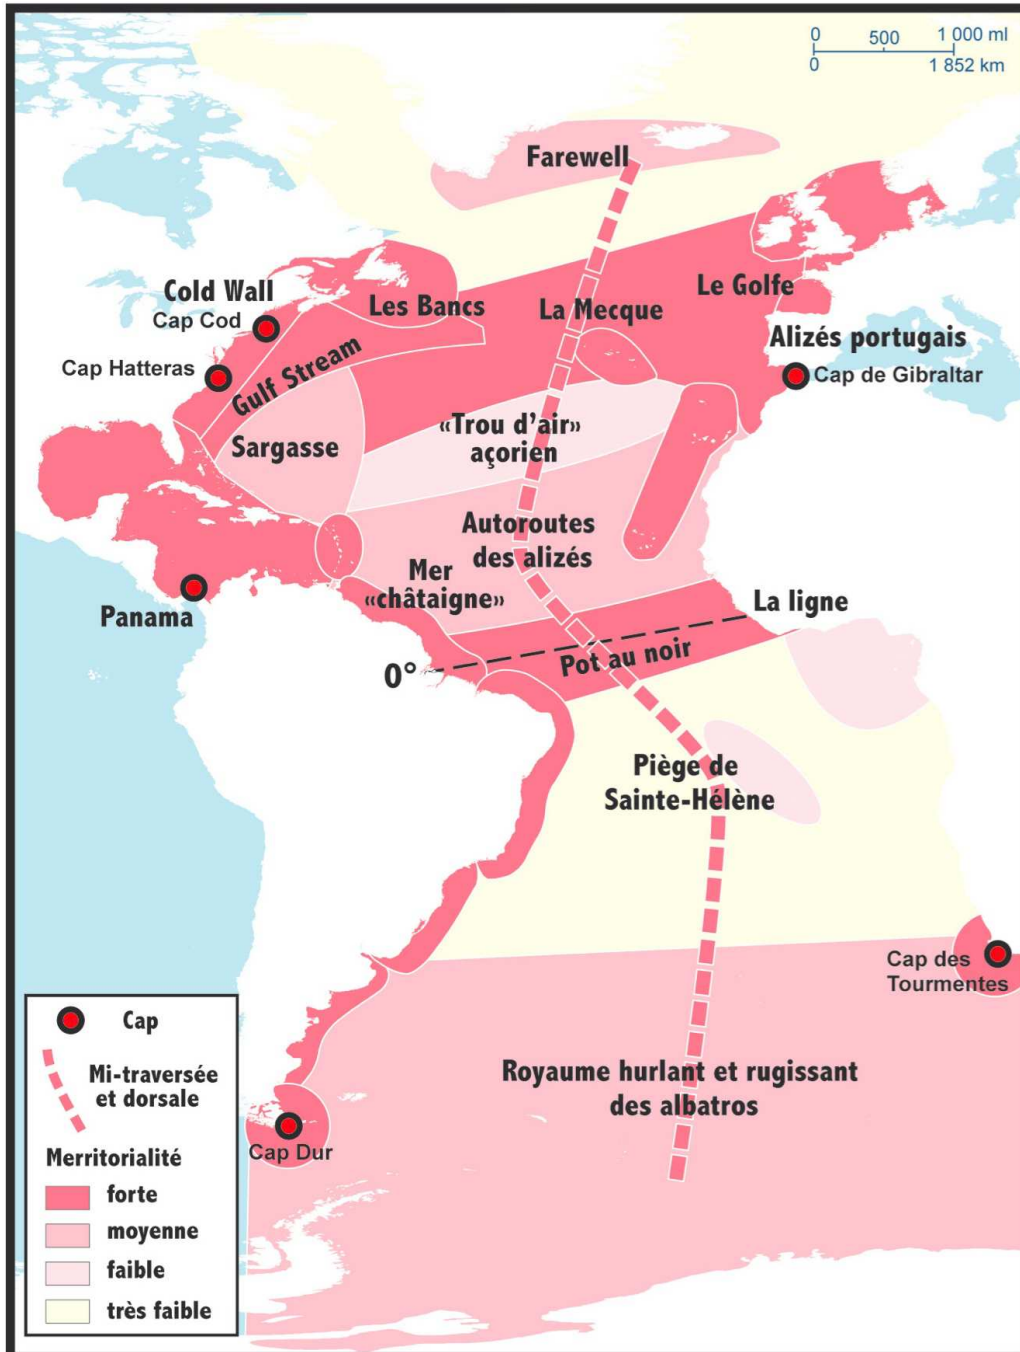 0 500 1 000 ml
0 1 852 km
Farewell
Cold Wall
Cap Cod
Les Bancs
La Mecque
Le Golfe
Cap Hatteras
Gulf Stream
Alizés portugais
Cap de Gibraltar
Sargasse
«Trou d’air»
açorien
Autoroutes
des alizés
Mer
«châtaigne»
Panama
La ligne
0°
Pot au noir
Piège de
Sainte-Hélène
Cap des
Tourmentes
Royaume hurlant et rugissant
des albatros
Cap Dur
Cap
Mi-traversée
et dorsale
Merritorialité
forte
moyenne
faible
très faible